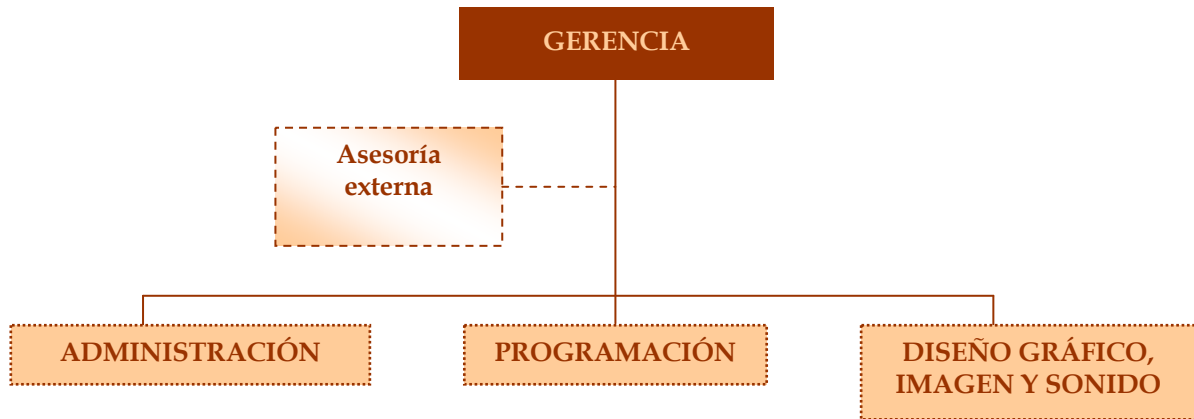 GERENCIA
Asesoría
externa
ADMINISTRACIÓN
PROGRAMACIÓN
DISEÑO GRÁFICO,
IMAGEN Y SONIDO